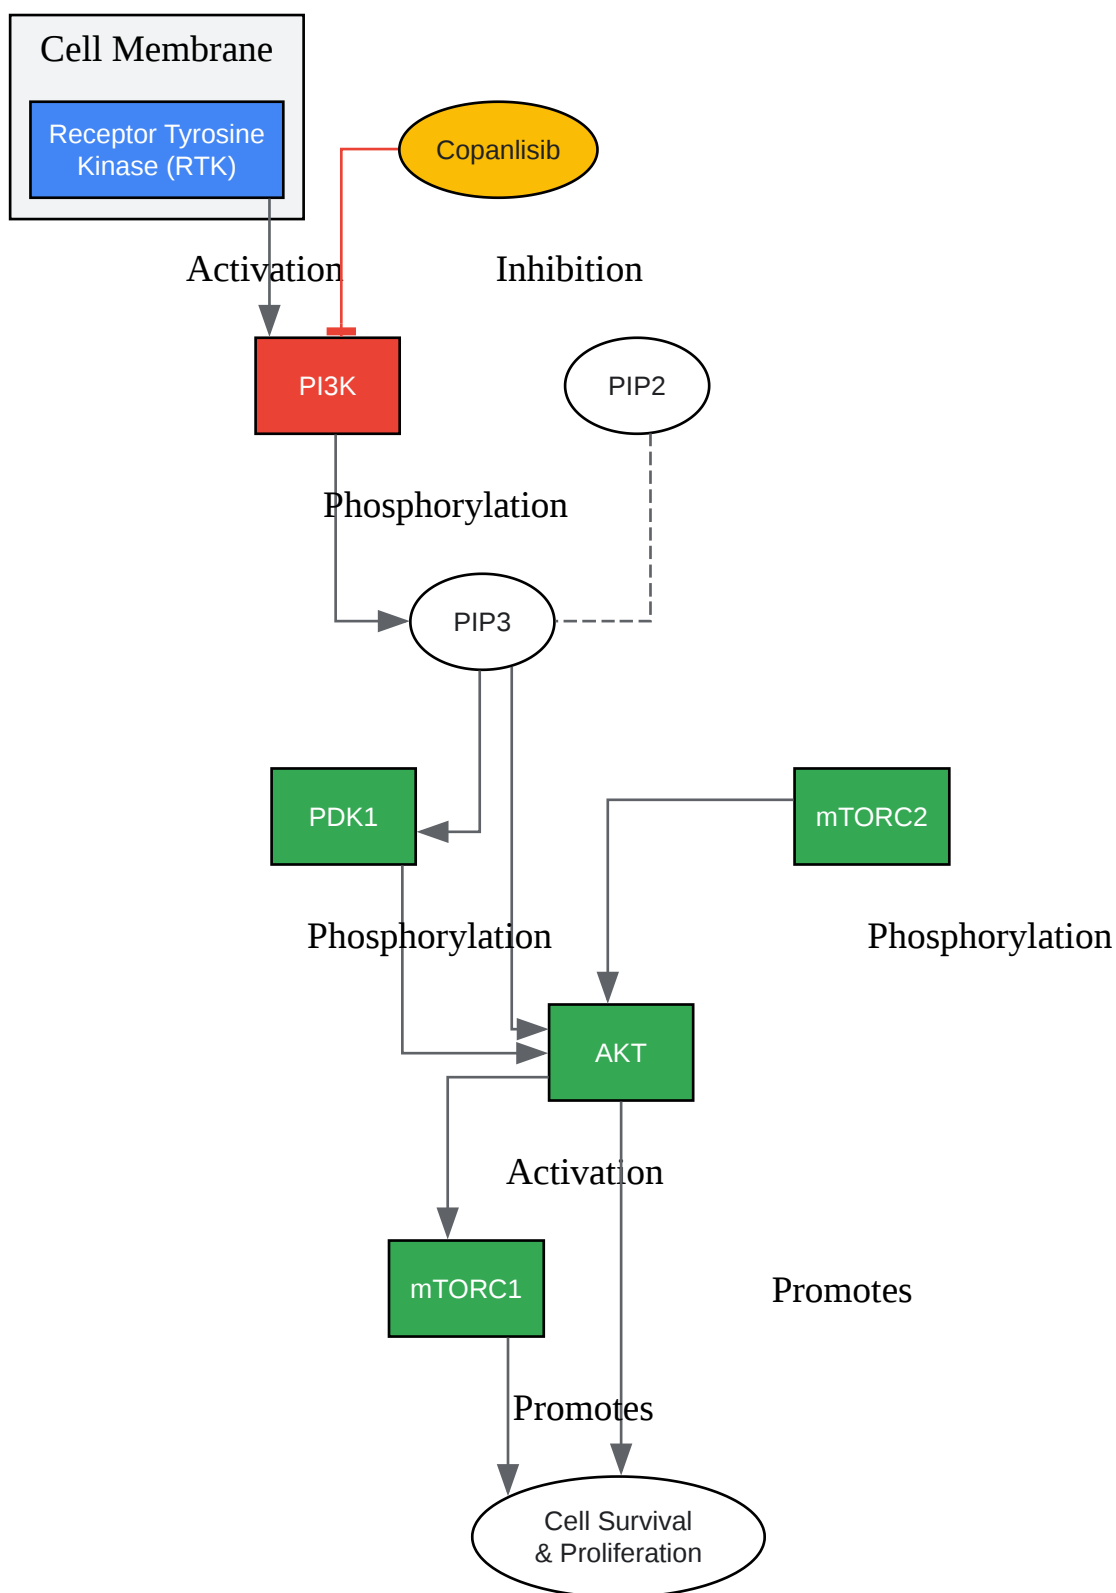 Cell Membrane
Receptor Tyrosine
Kinase (RTK)
Copanlisib
Activation
Inhibition
PI3K
PIP2
Phosphorylation
PIP3
PDK1
mTORC2
Phosphorylation
Phosphorylation
AKT
Activation
mTORC1
Promotes
Promotes
Cell Survival
& Proliferation